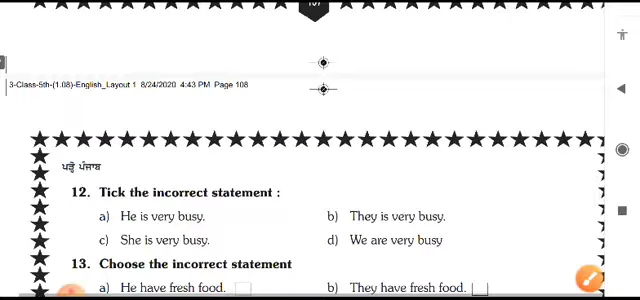 107
3-Class-5th-(1.08)-English_Layout 1 8/24/2020 4:43 PM Page 108
ਪੜ੍ਹੋ ਪੰਜਾਬ
12. Tick the incorrect statement :
a) He is very busy. b) They is very busy.
c) She is very busy. d) We are very busy
13. Choose the incorrect statement
a) He have fresh food. b) They have fresh food.